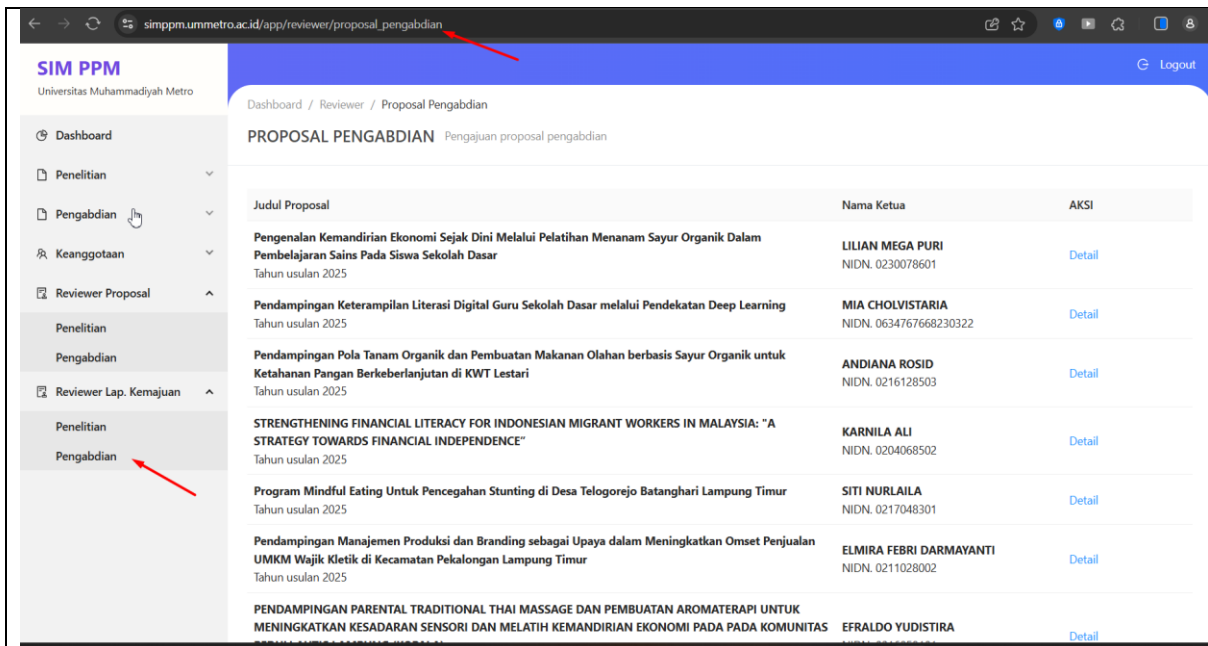 simppm.ummetro.ac.id/app/reviewer/proposal_pengabdian
SIM PPM
Universitas Muhammadiyah Metro
Logout
Dashboard / Reviewer / Proposal Pengabdian
PROPOSAL PENGABDIAN Pengajuan proposal pengabdian
Dashboard
Penelitian
Pengabdian
Keanggotaan
Reviewer Proposal
Penelitian
Pengabdian
Reviewer Lap. Kemajuan
Penelitian
Pengabdian
Judul Proposal Nama Ketua AKSI
Pengenalan Kemandirian Ekonomi Sejak Dini Melalui Pelatihan Menanam Sayur Organik Dalam
Pembelajaran Sains Pada Siswa Sekolah Dasar
Tahun usulan 2025
LILIAN MEGA PURI
NIDN. 0230078601
Detail
Pendampingan Keterampilan Literasi Digital Guru Sekolah Dasar melalui Pendekatan Deep Learning
Tahun usulan 2025
MIA CHOLVISTARIA
NIDN. 0634767668230322
Detail
Pendampingan Pola Tanam Organik dan Pembuatan Makanan Olahan berbasis Sayur Organik untuk
Ketahanan Pangan Berkeberlanjutan di KWT Lestari
Tahun usulan 2025
ANDIANA ROSID
NIDN. 0216128503
Detail
STRENGTHENING FINANCIAL LITERACY FOR INDONESIAN MIGRANT WORKERS IN MALAYSIA: "A
STRATEGY TOWARDS FINANCIAL INDEPENDENCE"
Tahun usulan 2025
KARNILA ALI
NIDN. 0204068502
Detail
Program Mindful Eating Untuk Pencegahan Stunting di Desa Telogorejo Batanghari Lampung Timur
Tahun usulan 2025
SITI NURLAILA
NIDN. 0217048301
Detail
Pendampingan Manajemen Produksi dan Branding sebagai Upaya dalam Meningkatkan Omset Penjualan
UMKM Wajik Kletik di Kecamatan Pekalongan Lampung Timur
Tahun usulan 2025
ELMIRA FEBRI DARMAYANTI
NIDN. 0211028002
Detail
PENDAMPINGAN PARENTAL TRADITIONAL THAI MASSAGE DAN PEMBUATAN AROMATERAPI UNTUK
MENINGKATKAN KESADARAN SENSORI DAN MELATIH KEMANDIRIAN EKONOMI PADA PADA KOMUNITAS
EFRALDO YUDISTIRA
Detail